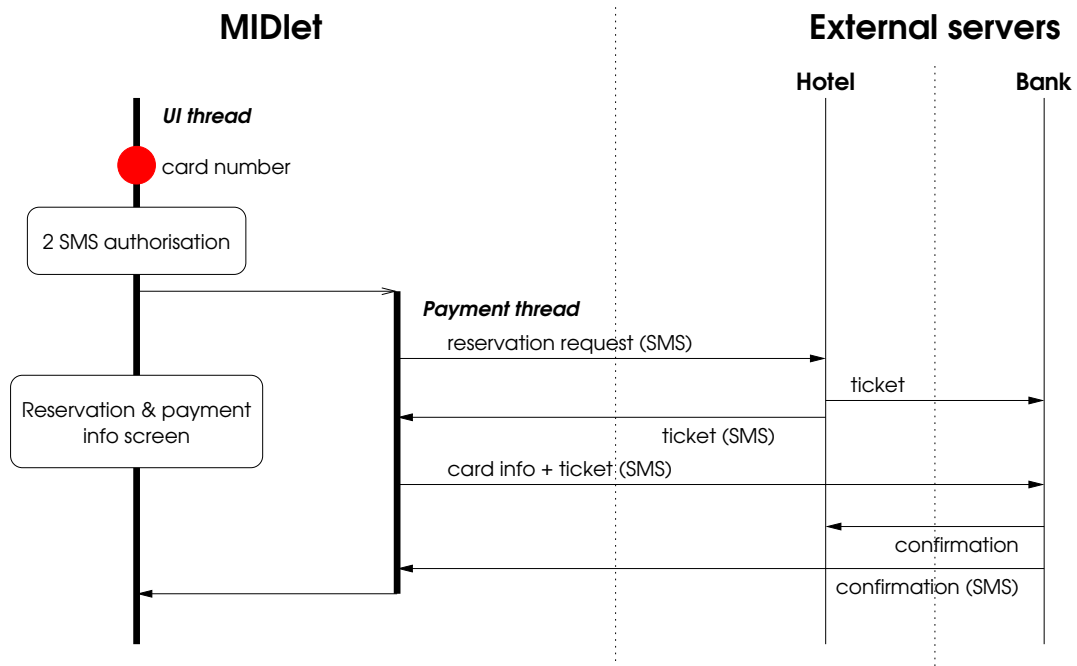 MIDlet
External servers
Hotel
Bank
UI thread
card number
2 SMS authorisation
Payment thread
reservation request (SMS)
ticket
Reservation & payment
info screen
ticket (SMS)
card info + ticket (SMS)
confirmation
confirmation (SMS)